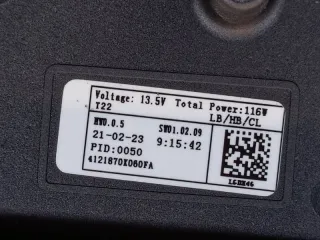 Voltage: 13.5V Total Power:116W
T22 LB/HB/CL
HW0.0.5 SW01.02.09
21-02-23 9:15:42
PID:0050
4121870X060FA